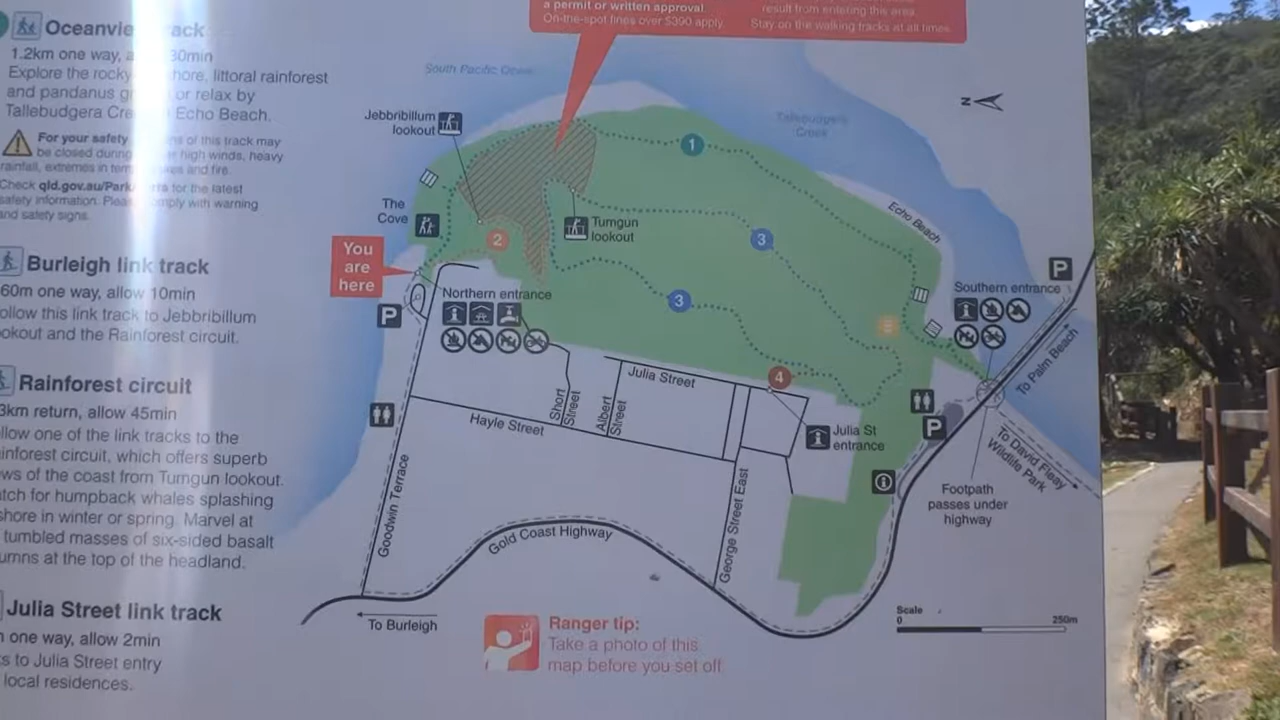 a permit or written approval.
On-the-spot fines over $390 apply.
result from entering this area.
Stay on the walking tracks at all times.
Oceanvie track
1.2km one way, a 30min
Explore the rocky hore, littoral rainforest
and pandanus g or relax by
Tallebudgera Cre Echo Beach.
For your safety of this track may
be closed during high winds, heavy
rainfall, extremes in tem and fire.
Check qld.gov.au/Park for the latest
safety information. Please comply with warning
and safety signs.
Burleigh link track
60m one way, allow 10min
ollow this link track to Jebbribillum
ookout and the Rainforest circuit.
Rainforest circuit
3km return, allow 45min
llow one of the link tracks to the
inforest circuit, which offers superb
ws of the coast from Tumgun lookout.
tch for humpback whales splashing
shore in winter or spring. Marvel at
tumbled masses of six-sided basalt
umns at the top of the headland.
Julia Street link track
one way, allow 2min
s to Julia Street entry
local residences.
South Pacific Ocean
Tallebudgera
Creek
N
Jebbribillum
lookout
1
The
Cove
2
Tumgun
lookout
3
Echo Beach
You
are
here
Northern entrance
P
3
Southern entrance
P
To Palm Beach
4
Julia Street
Short
Street
Albert
Street
Hayle Street
Julia St
entrance
P
To David Fleay
Wildlife Park
Footpath
passes under
highway
Goodwin Terrace
Gold Coast Highway
George Street East
To Burleigh
Scale
0 250m
Ranger tip:
Take a photo of this
map before you set off.